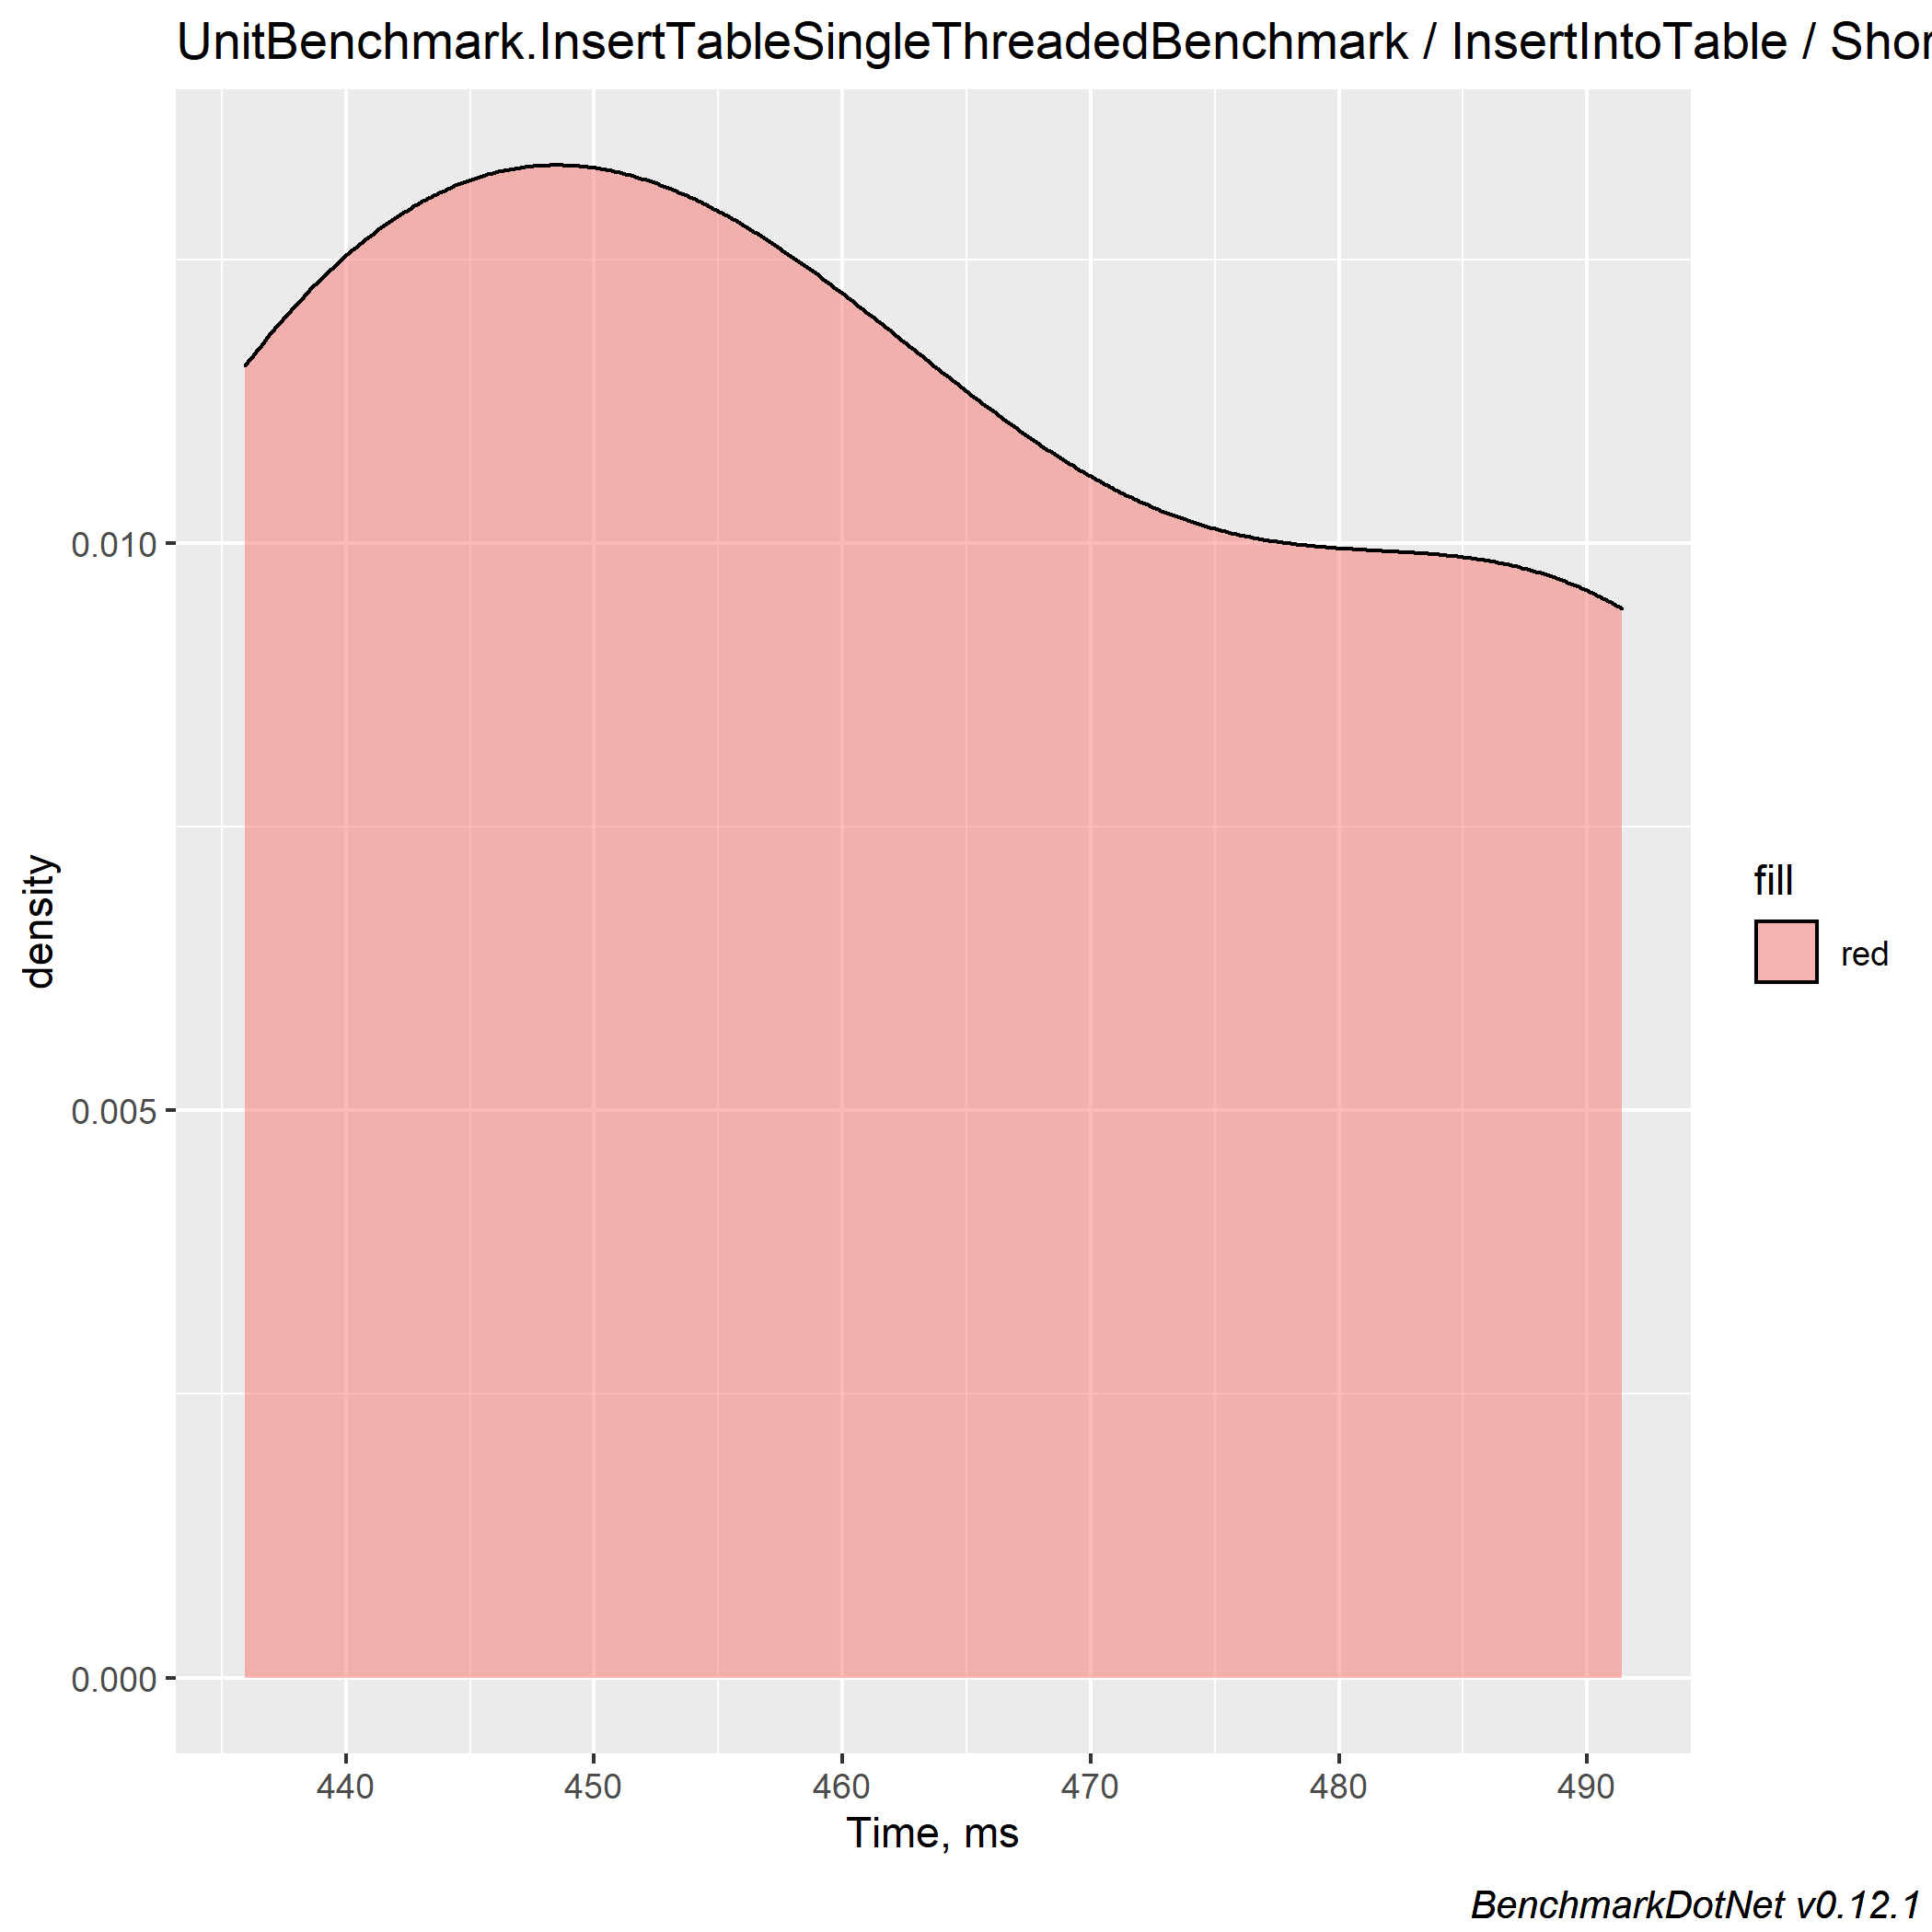 UnitBenchmark.InsertTableSingleThreadedBenchmark / InsertIntoTable / Shor
0.010
0.005
0.000
density
440 450 460 470 480 490
Time, ms
fill
red
BenchmarkDotNet v0.12.1